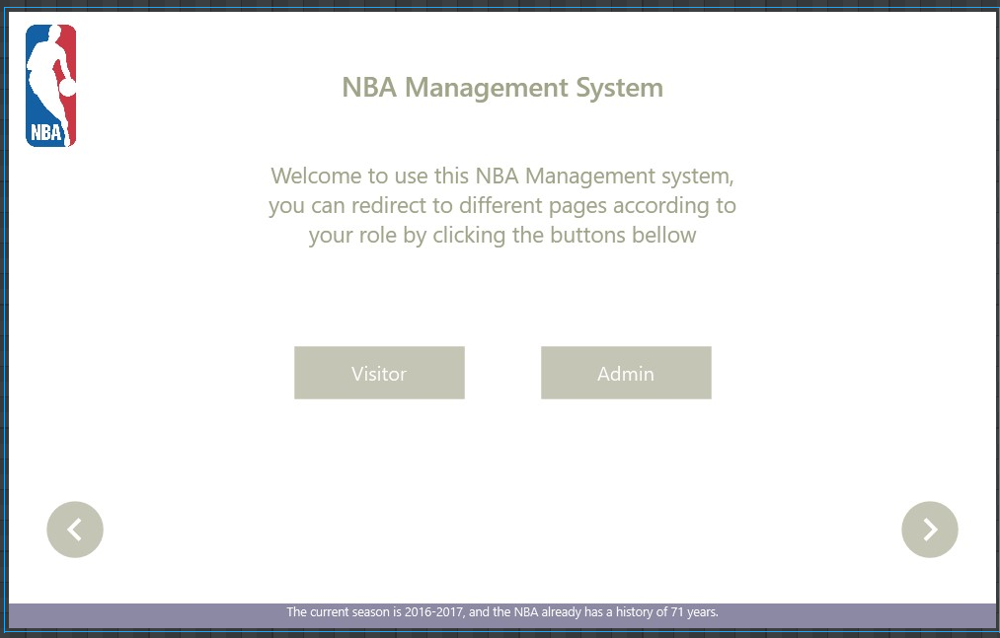 NBA
NBA Management System
Welcome to use this NBA Management system,
you can redirect to different pages according to
your role by clicking the buttons bellow
Visitor
Admin
The current season is 2016-2017, and the NBA already has a history of 71 years.